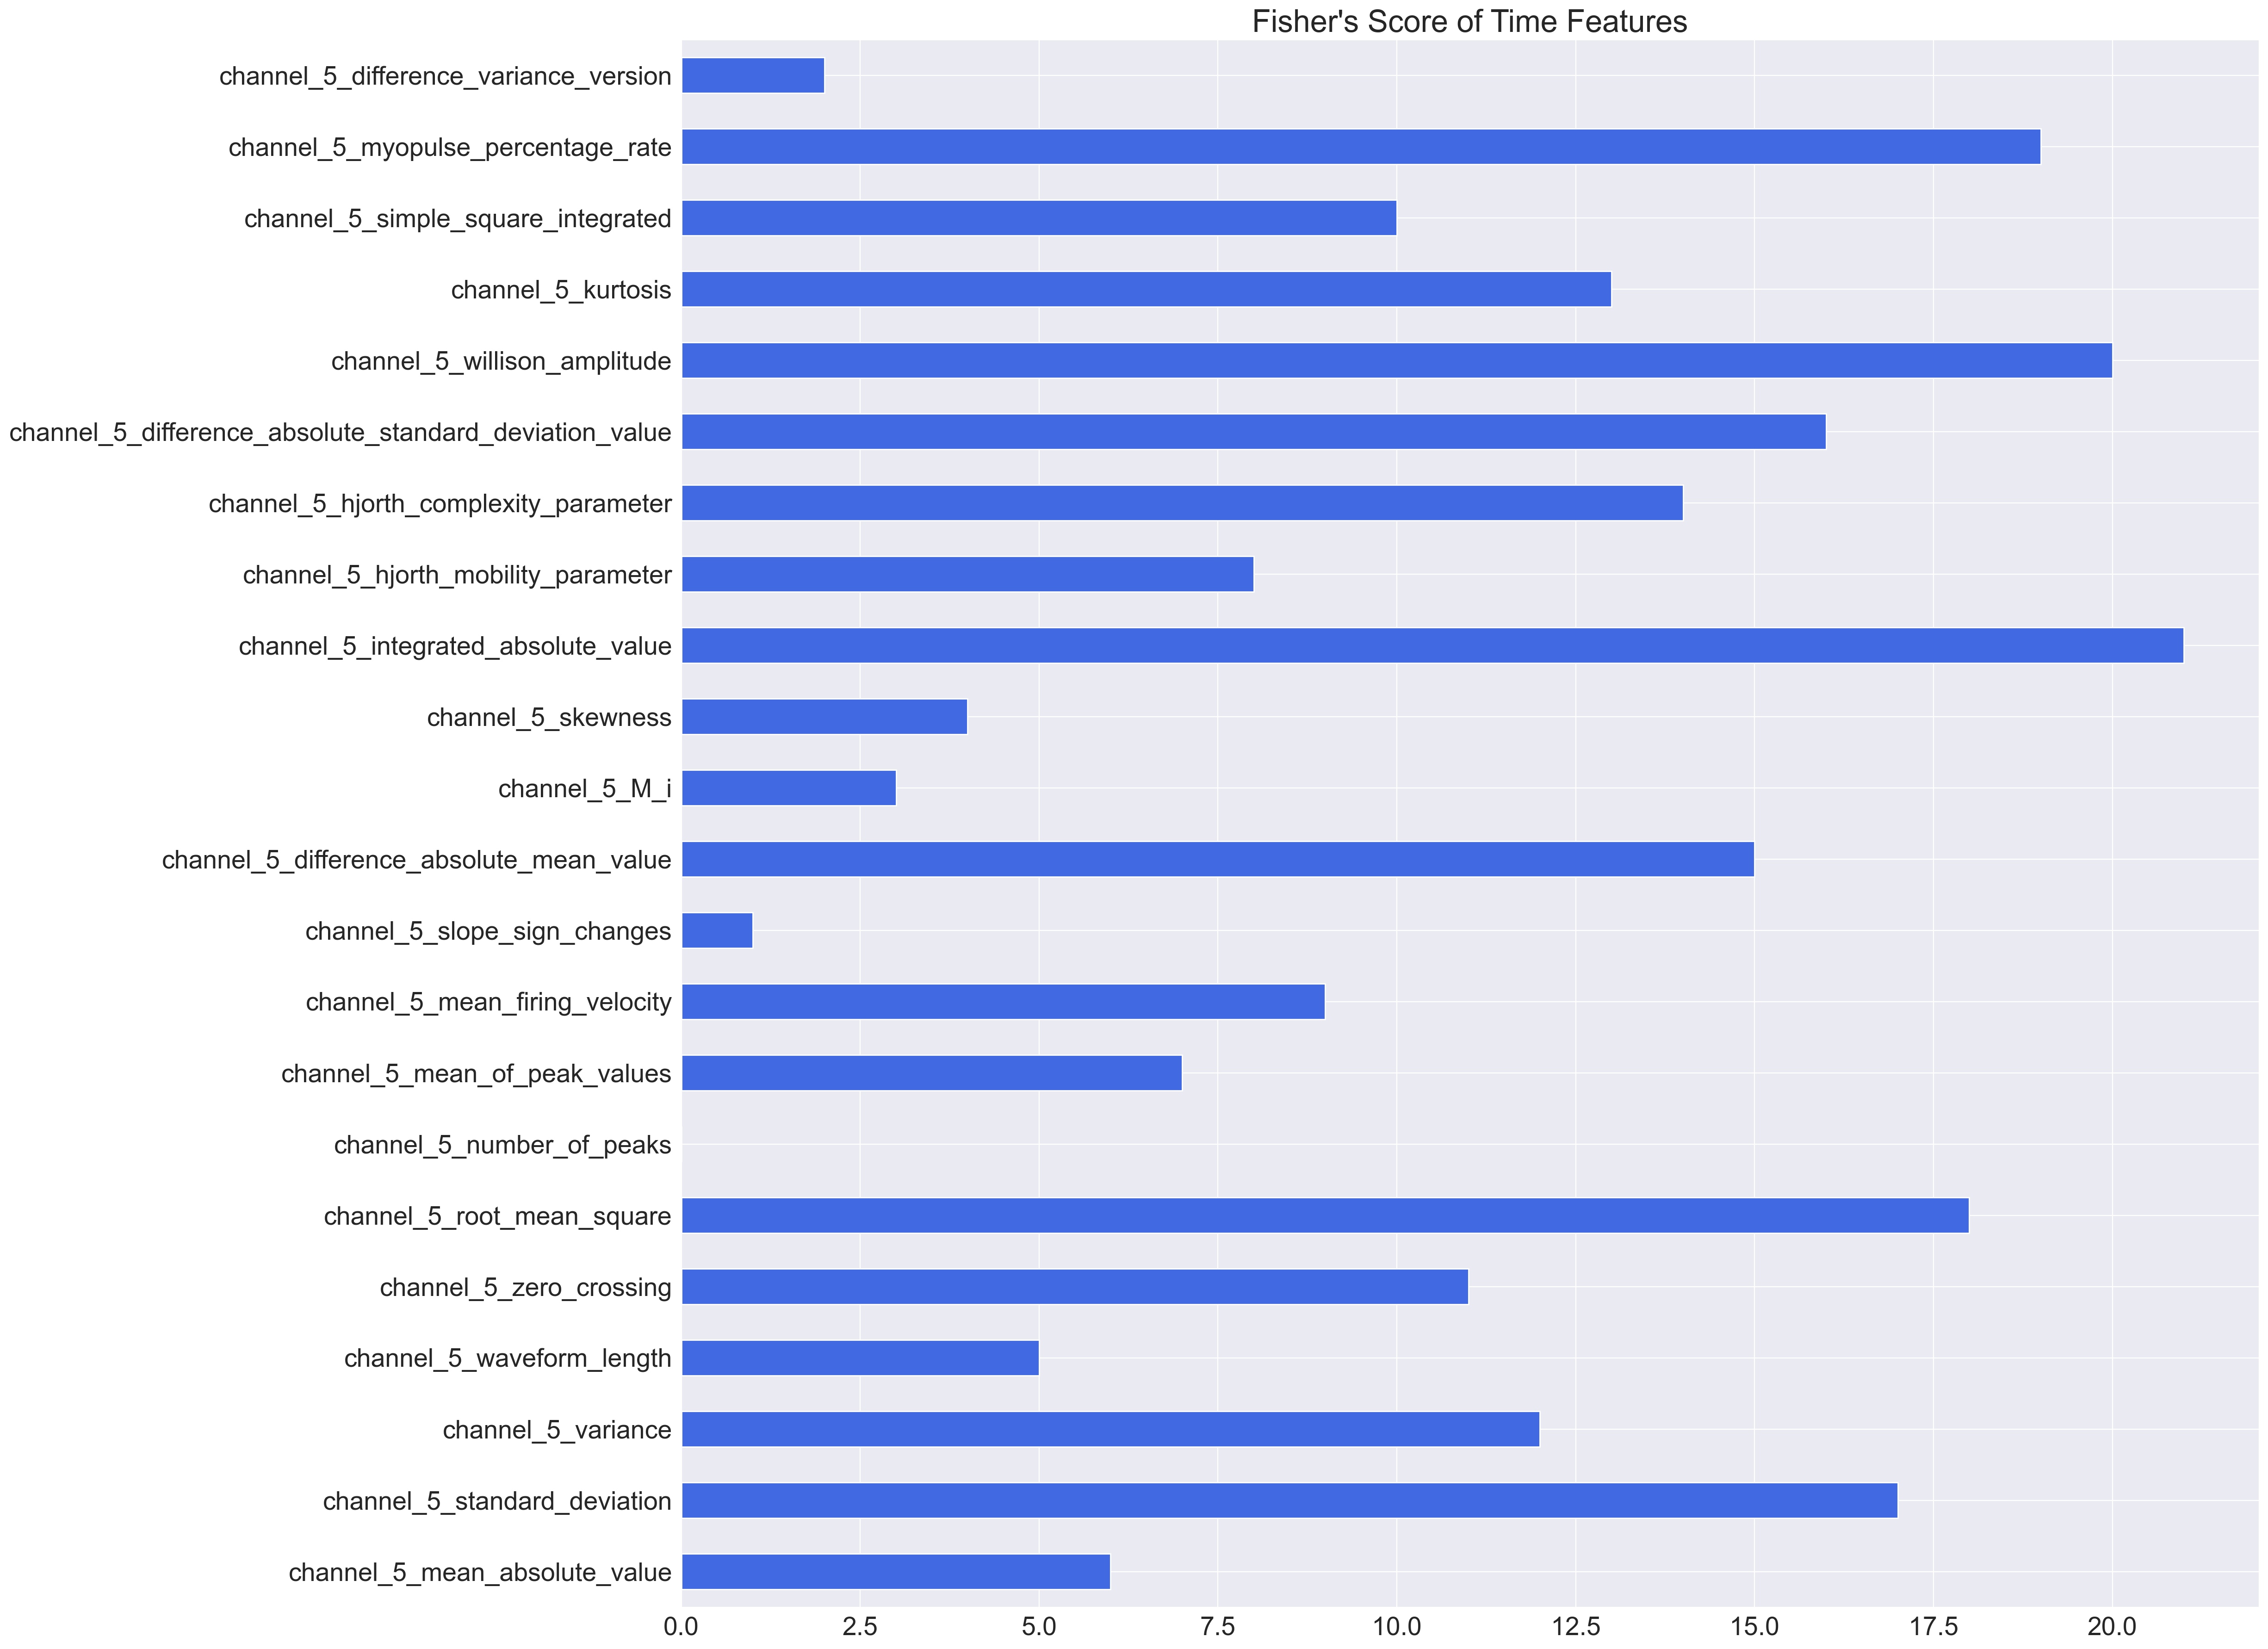 Fisher's Score of Time Features
channel_5_difference_variance_version
channel_5_myopulse_percentage_rate
channel_5_simple_square_integrated
channel_5_kurtosis
channel_5_willison_amplitude
channel_5_difference_absolute_standard_deviation_value
channel_5_hjorth_complexity_parameter
channel_5_hjorth_mobility_parameter
channel_5_integrated_absolute_value
channel_5_skewness
channel_5_M_i
channel_5_difference_absolute_mean_value
channel_5_slope_sign_changes
channel_5_mean_firing_velocity
channel_5_mean_of_peak_values
channel_5_number_of_peaks
channel_5_root_mean_square
channel_5_zero_crossing
channel_5_waveform_length
channel_5_variance
channel_5_standard_deviation
channel_5_mean_absolute_value
0.0 2.5 5.0 7.5 10.0 12.5 15.0 17.5 20.0